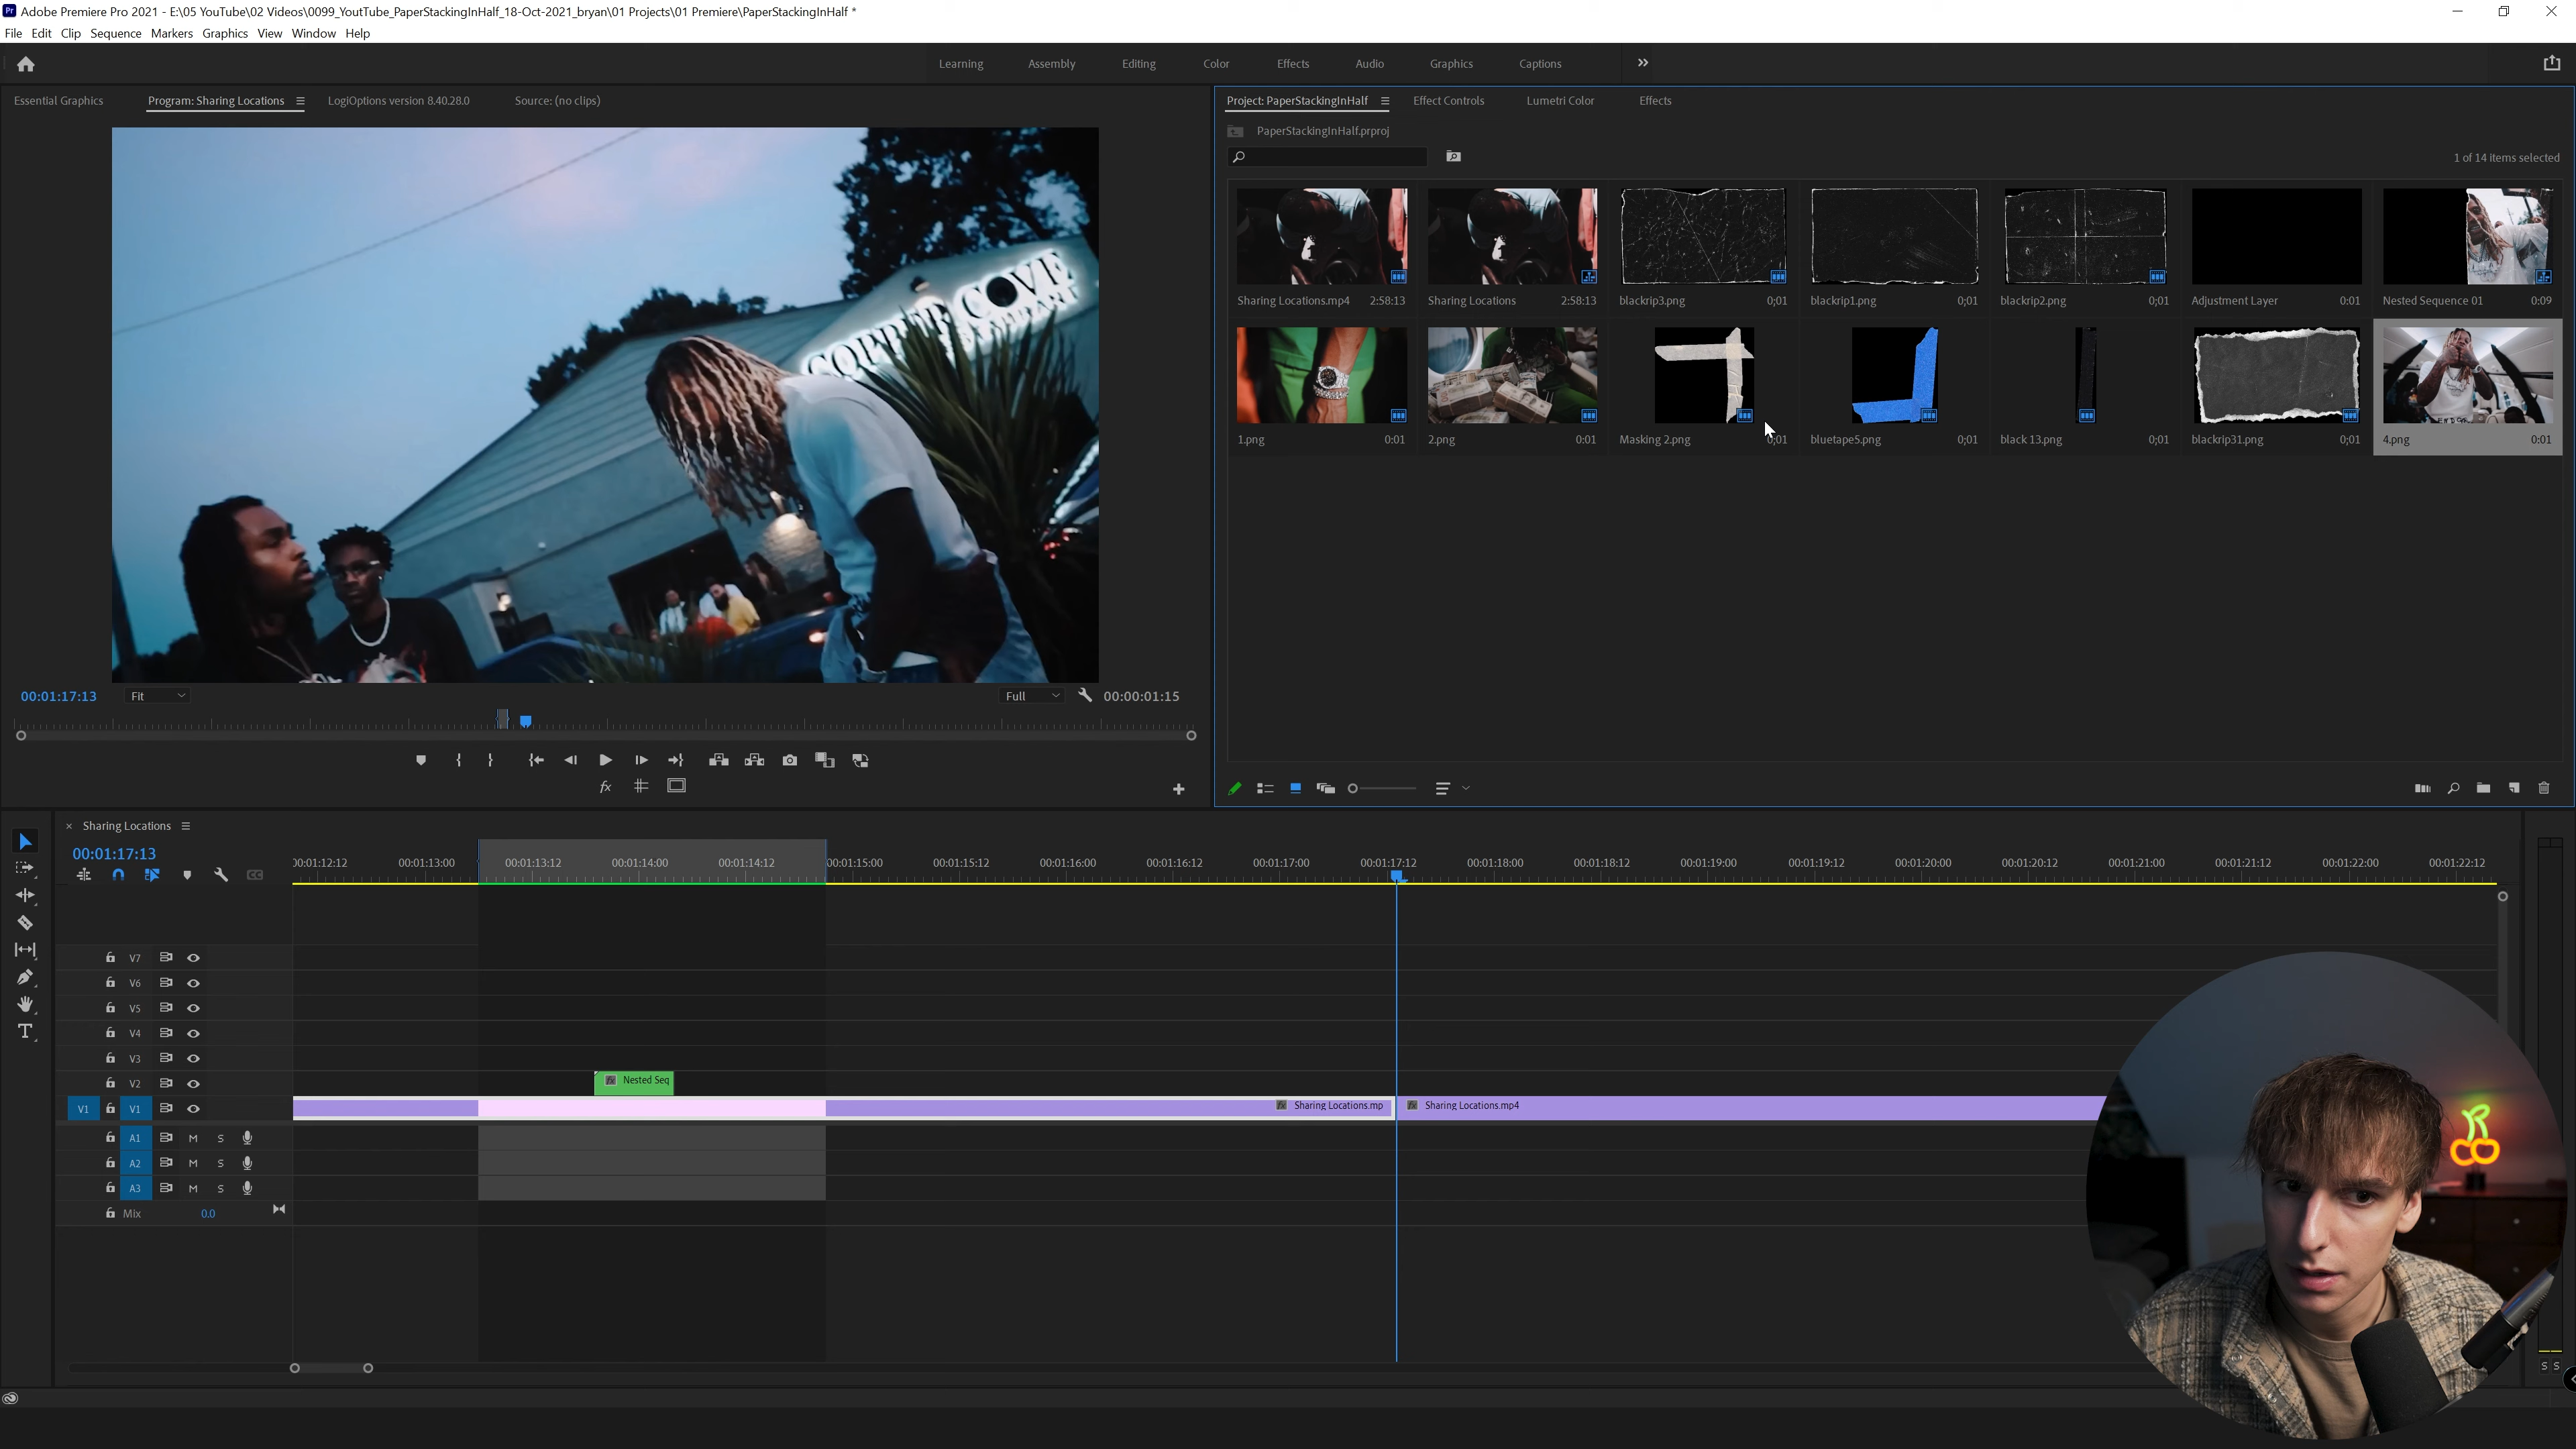 Pr Adobe Premiere Pro 2021 - E:\05 YouTube\02 Videos\0099_YoutTube_PaperStackingInHalf_18-Oct-2021_bryan\01 Projects\01 Premiere\PaperStackingInHalf *
File Edit Clip Sequence Markers Graphics View Window Help
Learning Assembly Editing Color Effects Audio Graphics Captions
Essential Graphics Program: Sharing Locations LogiOptions version 8.40.28.0 Source: (no clips)
Project: PaperStackingInHalf Effect Controls Lumetri Color Effects
PaperStackingInHalf.prproj
1 of 14 items selected
Sharing Locations.mp4 2:58:13 Sharing Locations 2:58:13 blackrip3.png 0;01 blackrip1.png 0;01 blackrip2.png 0;01 Adjustment Layer 0:01 Nested Sequence 01 0:09
1.png 0:01 2.png 0:01 Masking 2.png 0;01 bluetape5.png 0;01 black 13.png 0;01 blackrip31.png 0;01 4.png 0:01
COPPER COVE
00:01:17:13 Fit Full 00:00:01:15
fx
Sharing Locations
00:01:17:13
00:01:12:12 00:01:13:00 00:01:13:12 00:01:14:00 00:01:14:12 00:01:15:00 00:01:15:12 00:01:16:00 00:01:16:12 00:01:17:00 00:01:17:12 00:01:18:00 00:01:18:12 00:01:19:00 00:01:19:12 00:01:20:00 00:01:20:12 00:01:21:00 00:01:21:12 00:01:22:00 00:01:22:12
CC
V7
V6
V5
V4
V3
V2 fx Nested Seq
V1 V1 fx Sharing Locations.mp fx Sharing Locations.mp4
A1 M S
A2 M S
A3 M S
Mix 0.0
S S